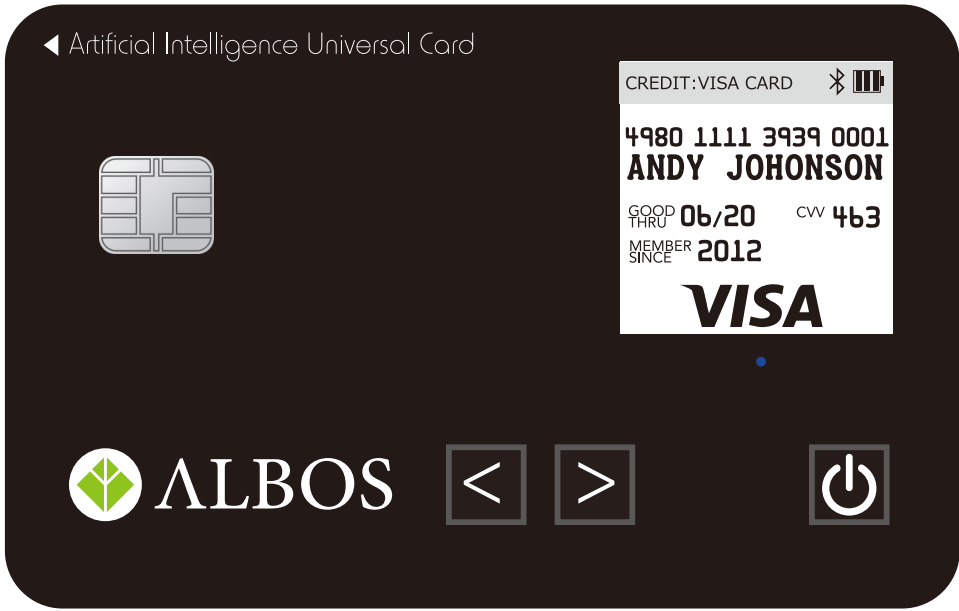 Artificial Intelligence Universal Card
CREDIT:VISA CARD
4980 1111 3939 0001
ANDY JOHONSON
GOOD THRU 06/20 CVV 463
MEMBER SINCE 2012
VISA
ALBOS < >